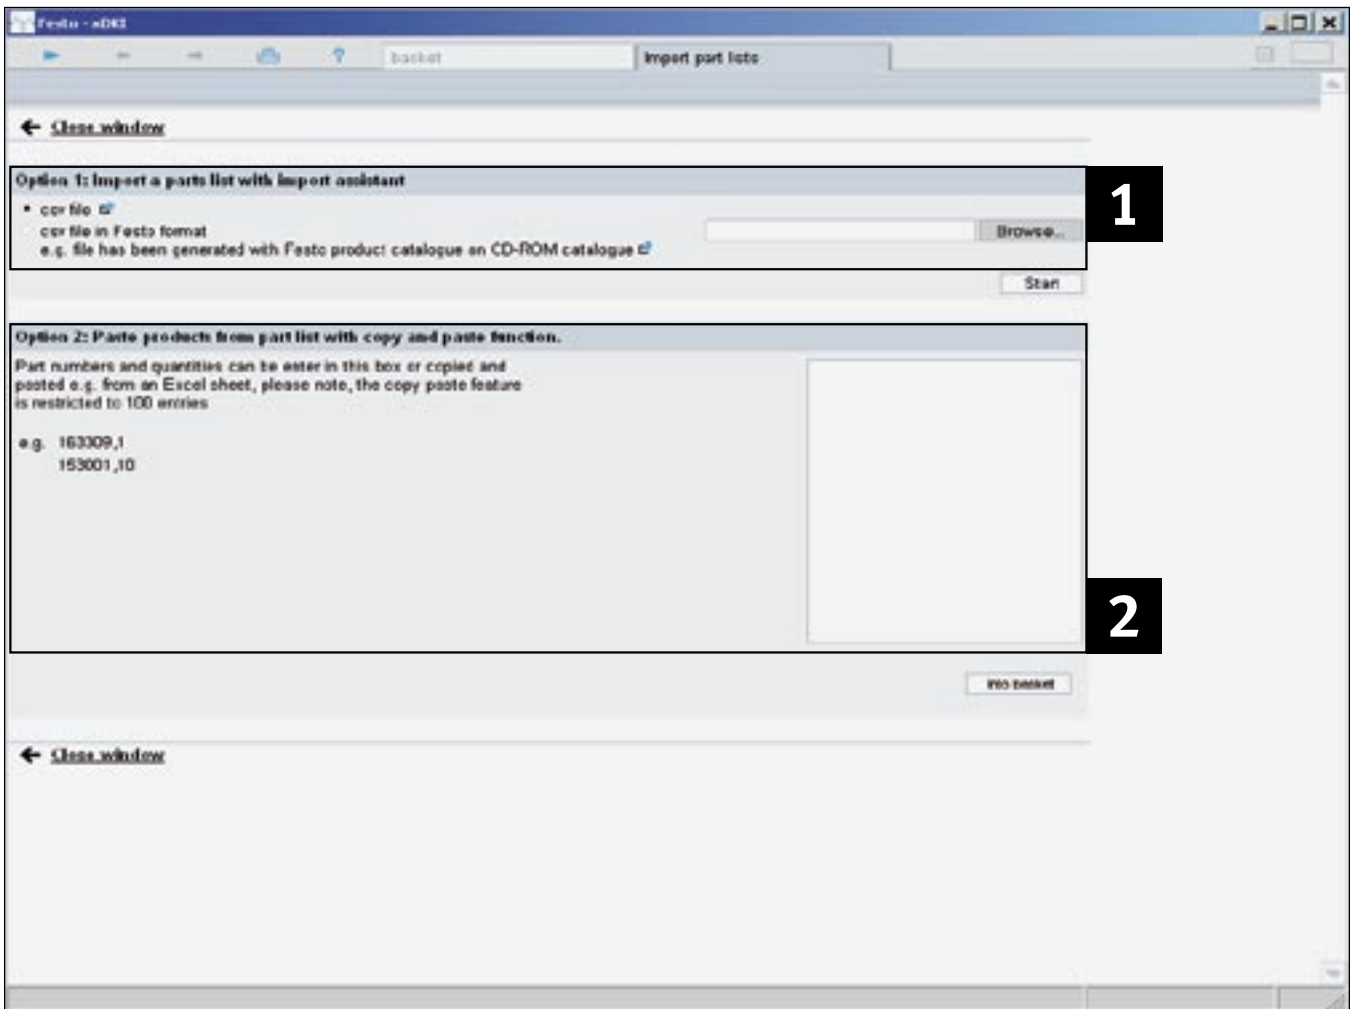 Festo - aDKI
basket
Import part lists
Close window
Option 1: Import a parts list with import assistant
1
csv file
csv file in Festo format
Browse...
e.g. file has been generated with Festo product catalogue on CD-ROM catalogue
Start
Option 2: Paste products from part list with copy and paste function.
Part numbers and quantities can be enter in this box or copied and
pasted e.g. from an Excel sheet, please note, the copy paste feature
is restricted to 100 entries
e.g. 163309,1
153001,10
2
into basket
Close window